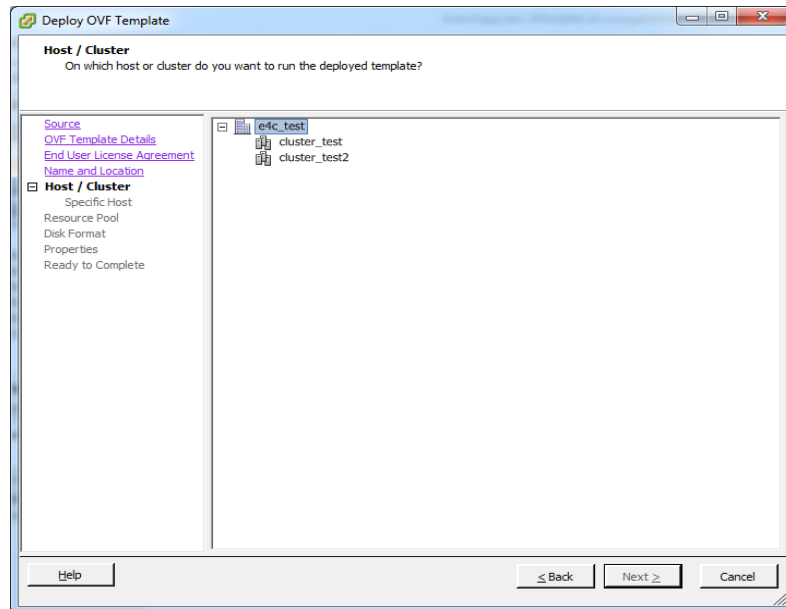 Deploy OVF Template
Host / Cluster
On which host or cluster do you want to run the deployed template?
Source
OVF Template Details
End User License Agreement
Name and Location
Host / Cluster
Specific Host
Resource Pool
Disk Format
Properties
Ready to Complete
e4c_test
cluster_test
cluster_test2
Help
< Back
Next >
Cancel